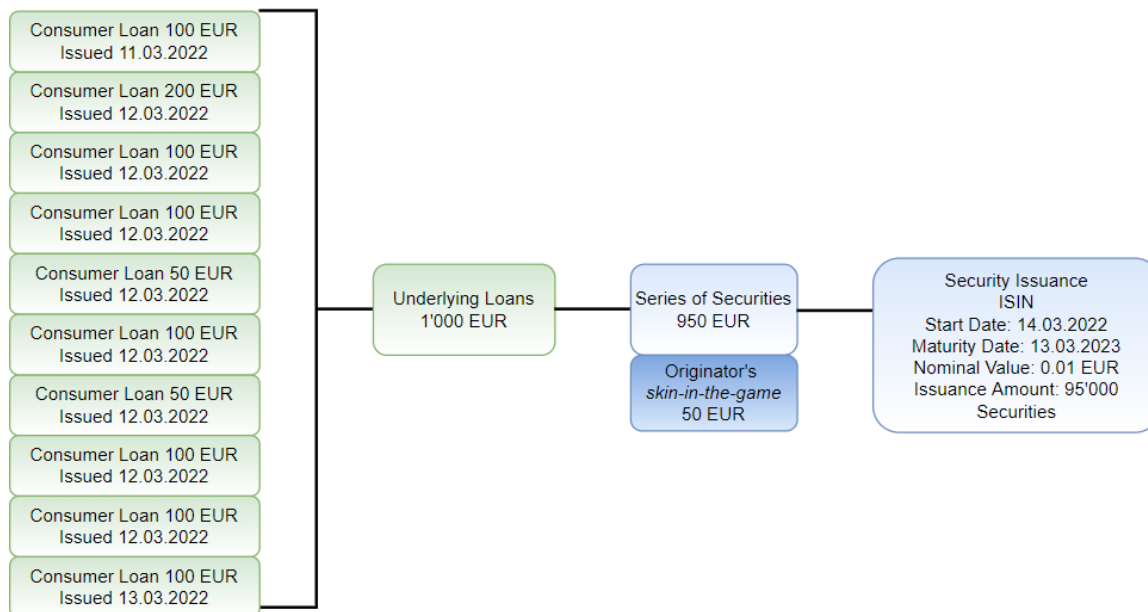 Consumer Loan 100 EUR
Issued 11.03.2022
Consumer Loan 200 EUR
Issued 12.03.2022
Consumer Loan 100 EUR
Issued 12.03.2022
Consumer Loan 100 EUR
Issued 12.03.2022
Consumer Loan 50 EUR
Issued 12.03.2022
Consumer Loan 100 EUR
Issued 12.03.2022
Consumer Loan 50 EUR
Issued 12.03.2022
Consumer Loan 100 EUR
Issued 12.03.2022
Consumer Loan 100 EUR
Issued 12.03.2022
Consumer Loan 100 EUR
Issued 13.03.2022
Underlying Loans
1'000 EUR
Series of Securities
950 EUR
Originator's
skin-in-the-game
50 EUR
Security Issuance
ISIN
Start Date: 14.03.2022
Maturity Date: 13.03.2023
Nominal Value: 0.01 EUR
Issuance Amount: 95'000
Securities